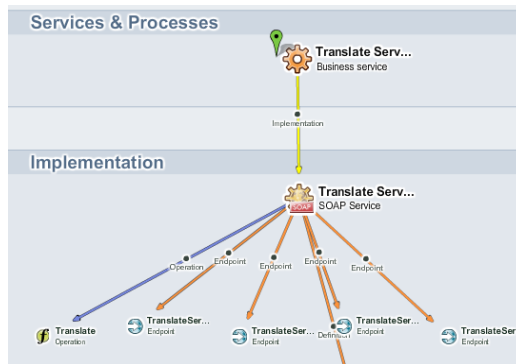 Services & Processes
Translate Serv...
Business service
Implementation
Implementation
Translate Serv...
SOAP
SOAP Service
Operation
Endpoint
Endpoint
Endpoint
Endpoint
Translate
Operation
TranslateSer...
Endpoint
TranslateSer...
Endpoint
Definition
TranslateSer...
Endpoint
TranslateSer...
Endpoint